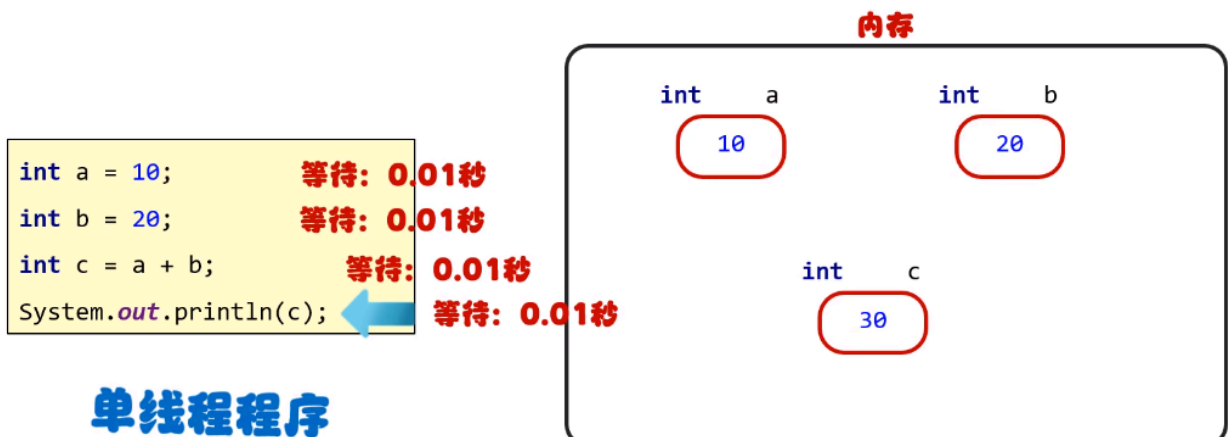 内存
int a
int b
10
20
int a = 10; 等待：0.01秒
int b = 20; 等待：0.01秒
int c = a + b; 等待：0.01秒
System.out.println(c); 等待：0.01秒
int c
30
单线程程序